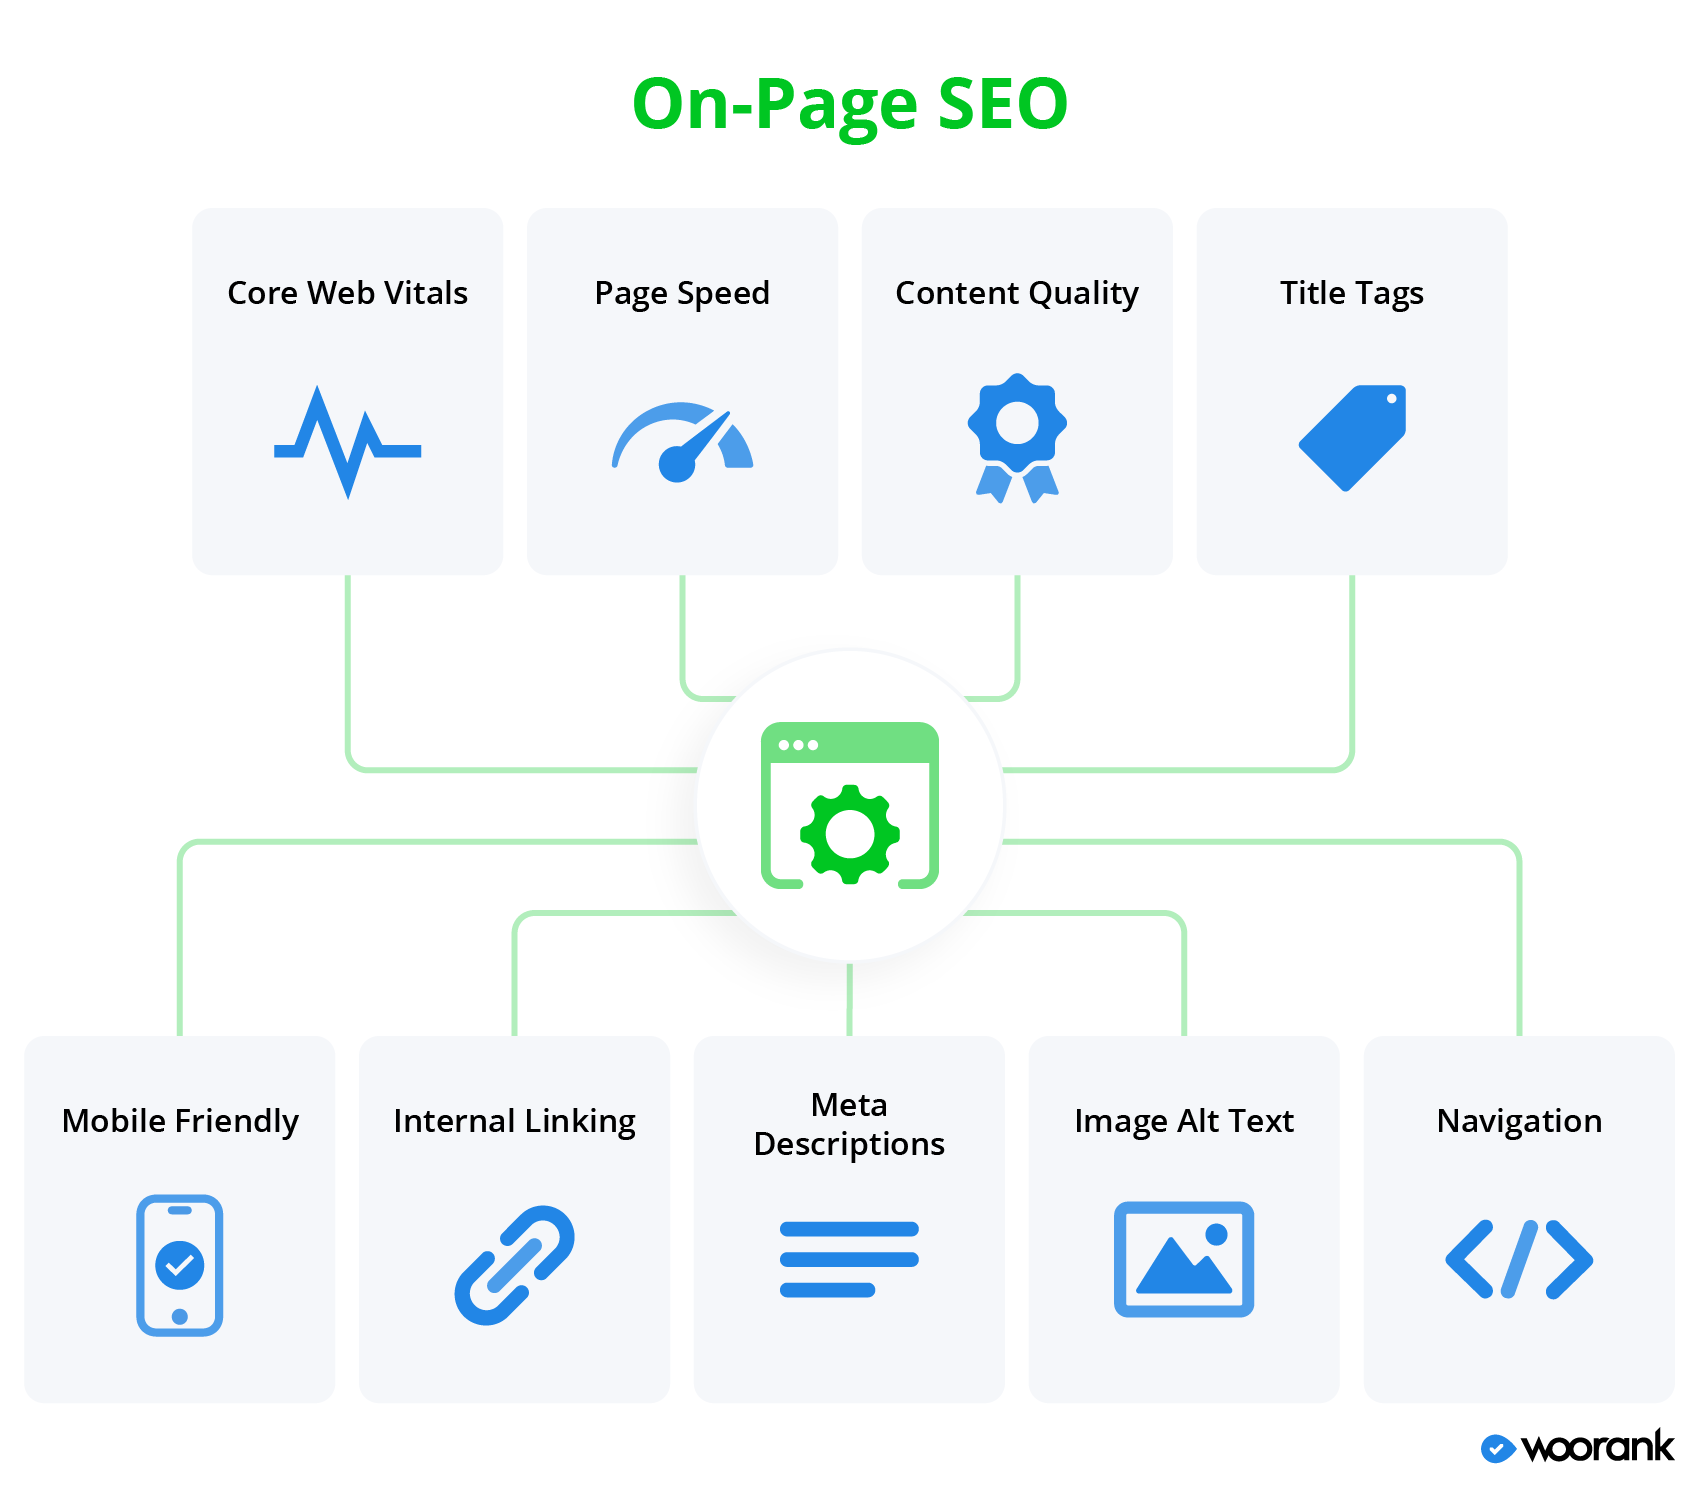 On-Page SEO
Core Web Vitals
Page Speed
Content Quality
Title Tags
Mobile Friendly
Internal Linking
Meta
Descriptions
Image Alt Text
Navigation
woorank